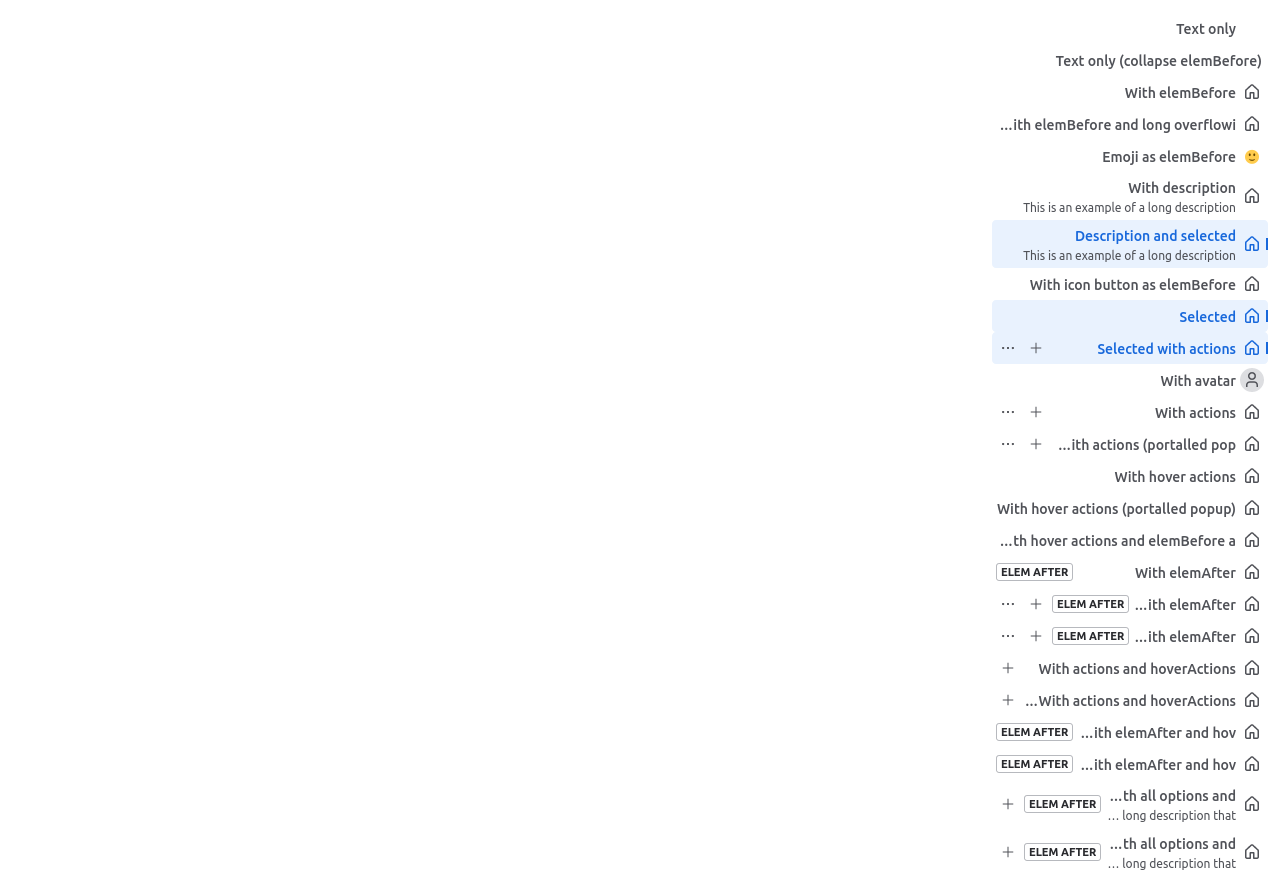 Text only
Text only (collapse elemBefore)
With elemBefore
...ith elemBefore and long overflowi
Emoji as elemBefore
With description
This is an example of a long description
Description and selected
This is an example of a long description
With icon button as elemBefore
Selected
Selected with actions
With avatar
With actions
...ith actions (portalled pop
With hover actions
With hover actions (portalled popup)
...th hover actions and elemBefore a
ELEM AFTER With elemAfter
ELEM AFTER ...ith elemAfter
ELEM AFTER ...ith elemAfter
With actions and hoverActions
...With actions and hoverActions
ELEM AFTER ...ith elemAfter and hov
ELEM AFTER ...ith elemAfter and hov
ELEM AFTER ...th all options and
... long description that
ELEM AFTER ...th all options and
... long description that